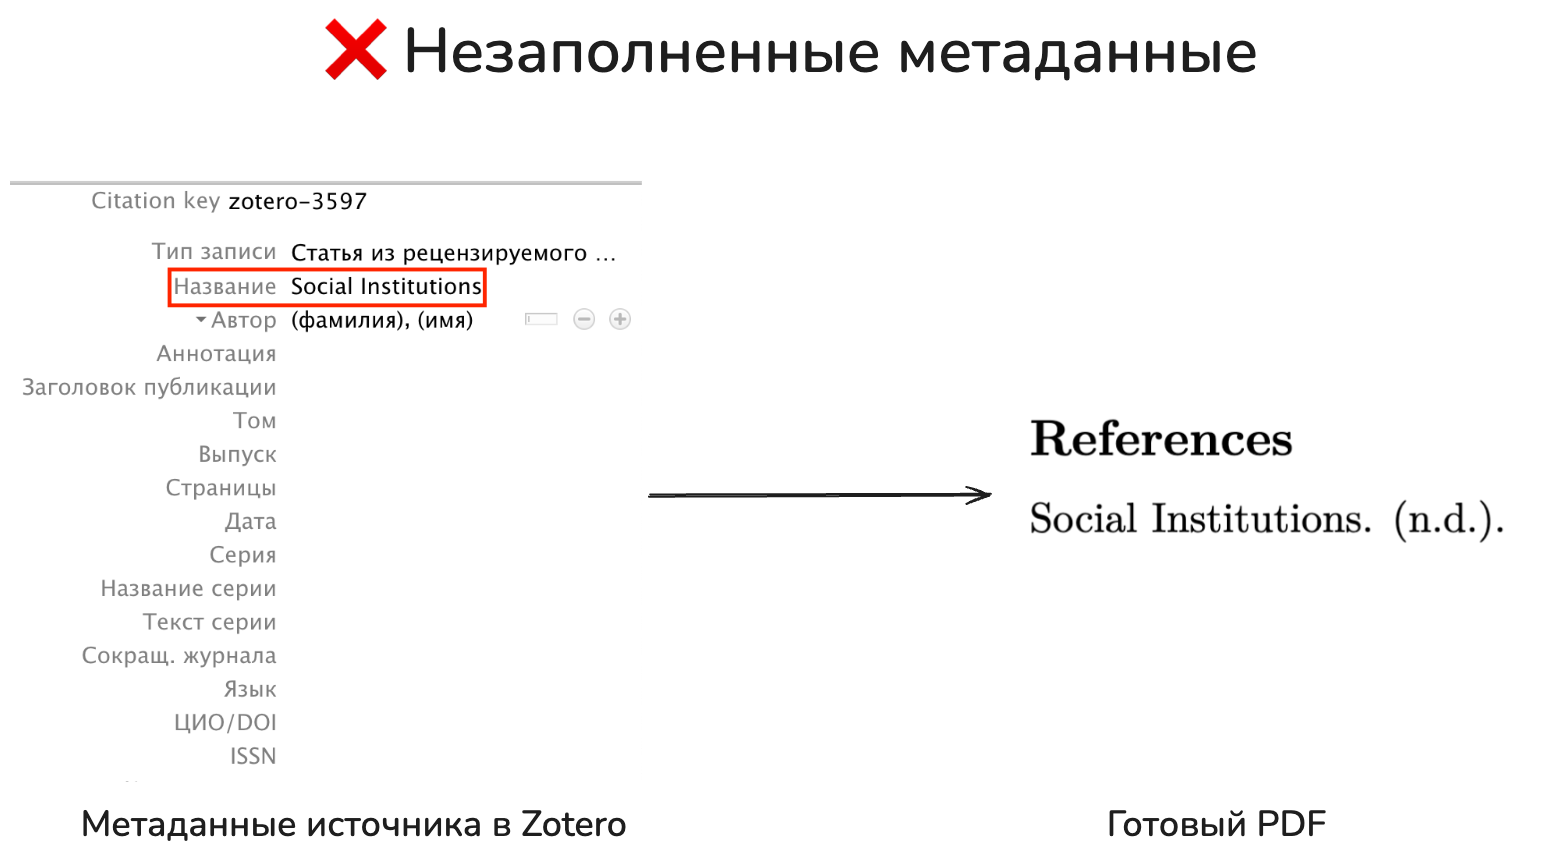 Незаполненные метаданные
Citation key zotero-3597
Тип записи Статья из рецензируемого ...
Название Social Institutions
Автор (фамилия), (имя)
Аннотация
Заголовок публикации
Том
Выпуск
Страницы
Дата
Серия
Название серии
Текст серии
Сокращ. журнала
Язык
ЦИО/DOI
ISSN
References
Social Institutions. (n.d.).
Метаданные источника в Zotero
Готовый PDF